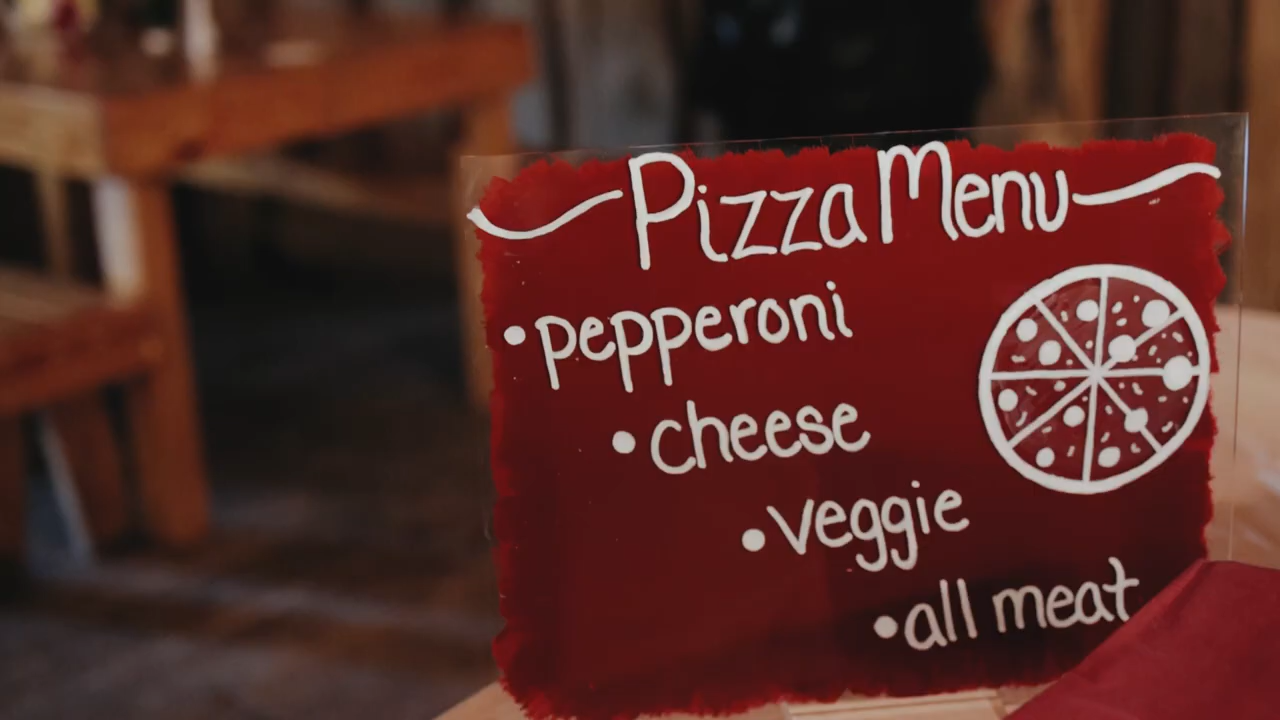 Pizza Menu
• pepperoni
• cheese
• veggie
• all meat